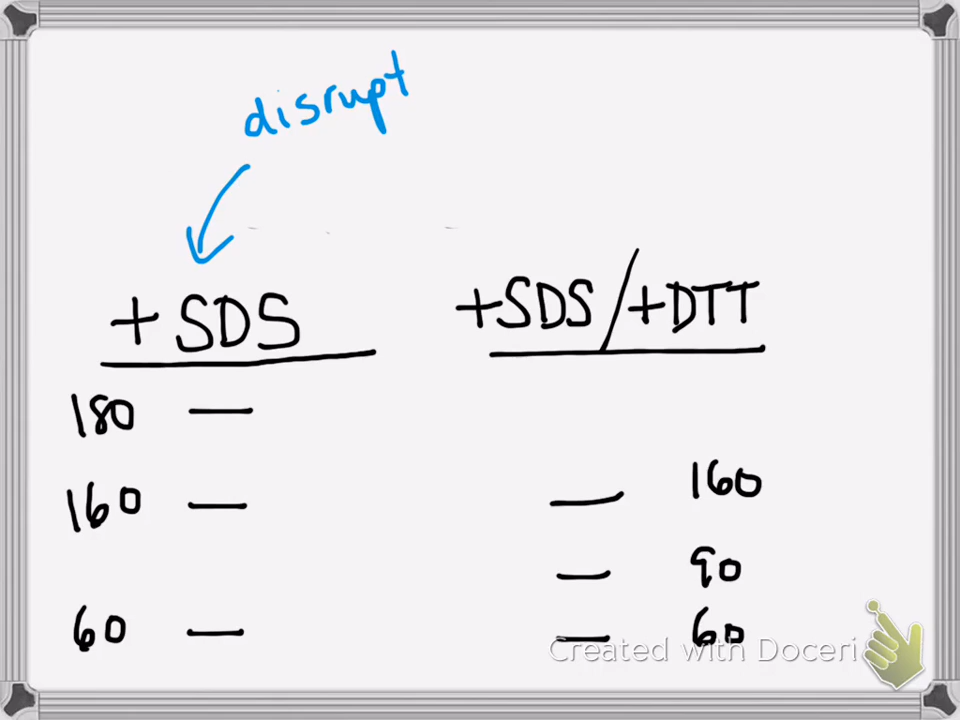 disrupt
+ SDS
+SDS/+DTT
180 —
160 — — 160
— 90
60 — — 60
Created with Doceri